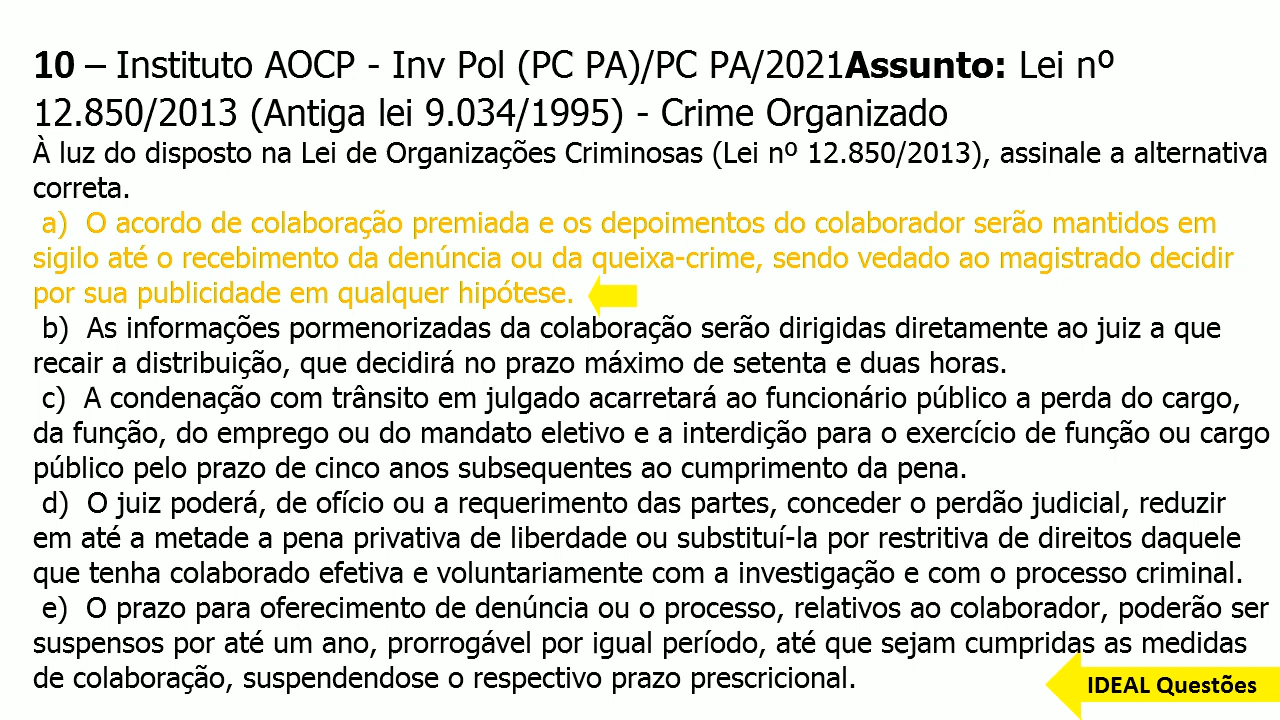 10 – Instituto AOCP - Inv Pol (PC PA)/PC PA/2021Assunto: Lei nº
12.850/2013 (Antiga lei 9.034/1995) - Crime Organizado
À luz do disposto na Lei de Organizações Criminosas (Lei nº 12.850/2013), assinale a alternativa
correta.
a) O acordo de colaboração premiada e os depoimentos do colaborador serão mantidos em
sigilo até o recebimento da denúncia ou da queixa-crime, sendo vedado ao magistrado decidir
por sua publicidade em qualquer hipótese.
b) As informações pormenorizadas da colaboração serão dirigidas diretamente ao juiz a que
recair a distribuição, que decidirá no prazo máximo de setenta e duas horas.
c) A condenação com trânsito em julgado acarretará ao funcionário público a perda do cargo,
da função, do emprego ou do mandato eletivo e a interdição para o exercício de função ou cargo
público pelo prazo de cinco anos subsequentes ao cumprimento da pena.
d) O juiz poderá, de ofício ou a requerimento das partes, conceder o perdão judicial, reduzir
em até a metade a pena privativa de liberdade ou substituí-la por restritiva de direitos daquele
que tenha colaborado efetiva e voluntariamente com a investigação e com o processo criminal.
e) O prazo para oferecimento de denúncia ou o processo, relativos ao colaborador, poderão ser
suspensos por até um ano, prorrogável por igual período, até que sejam cumpridas as medidas
de colaboração, suspendendose o respectivo prazo prescricional.
IDEAL Questões